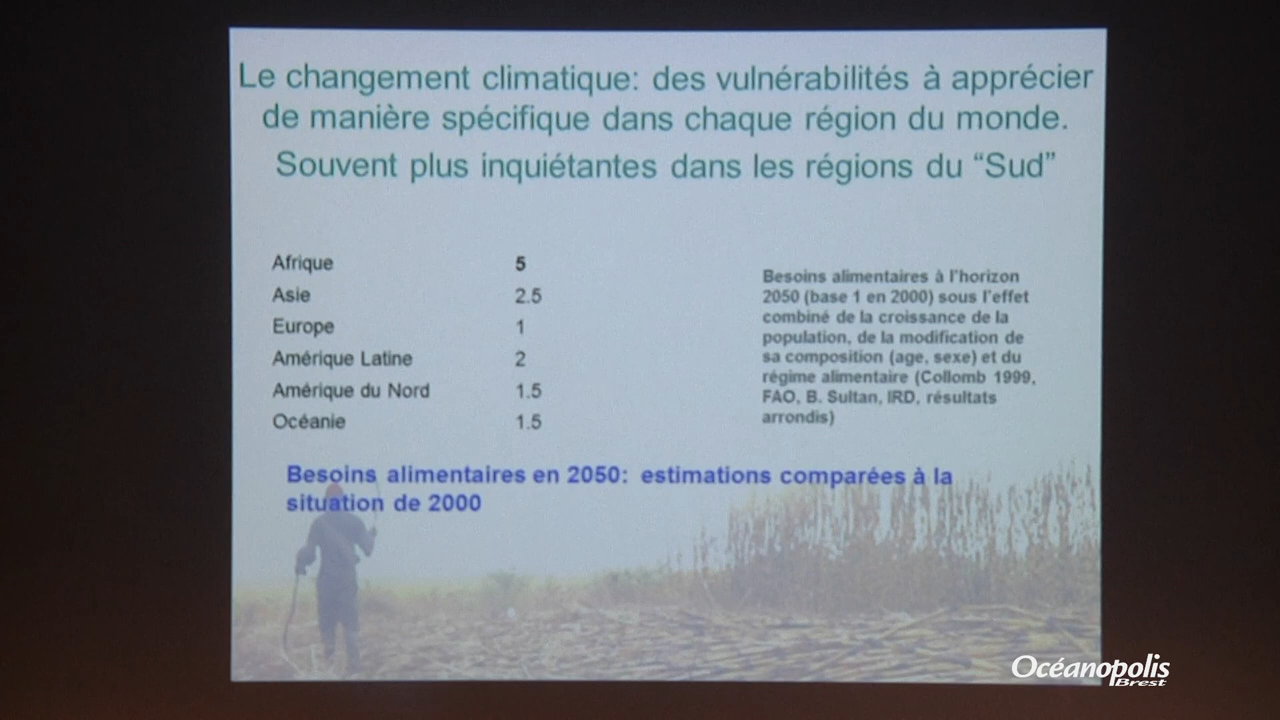 Le changement climatique: des vulnérabilités à apprécier
de manière spécifique dans chaque région du monde.
Souvent plus inquiétantes dans les régions du “Sud”
Afrique 5
Asie 2.5
Europe 1
Amérique Latine 2
Amérique du Nord 1.5
Océanie 1.5
Besoins alimentaires à l'horizon
2050 (base 1 en 2000) sous l'effet
combiné de la croissance de la
population, de la modification de
sa composition (age, sexe) et du
régime alimentaire (Collomb 1999,
FAO, B. Sultan, IRD, résultats
arrondis)
Besoins alimentaires en 2050: estimations comparées à la
situation de 2000
Océanopolis
Brest